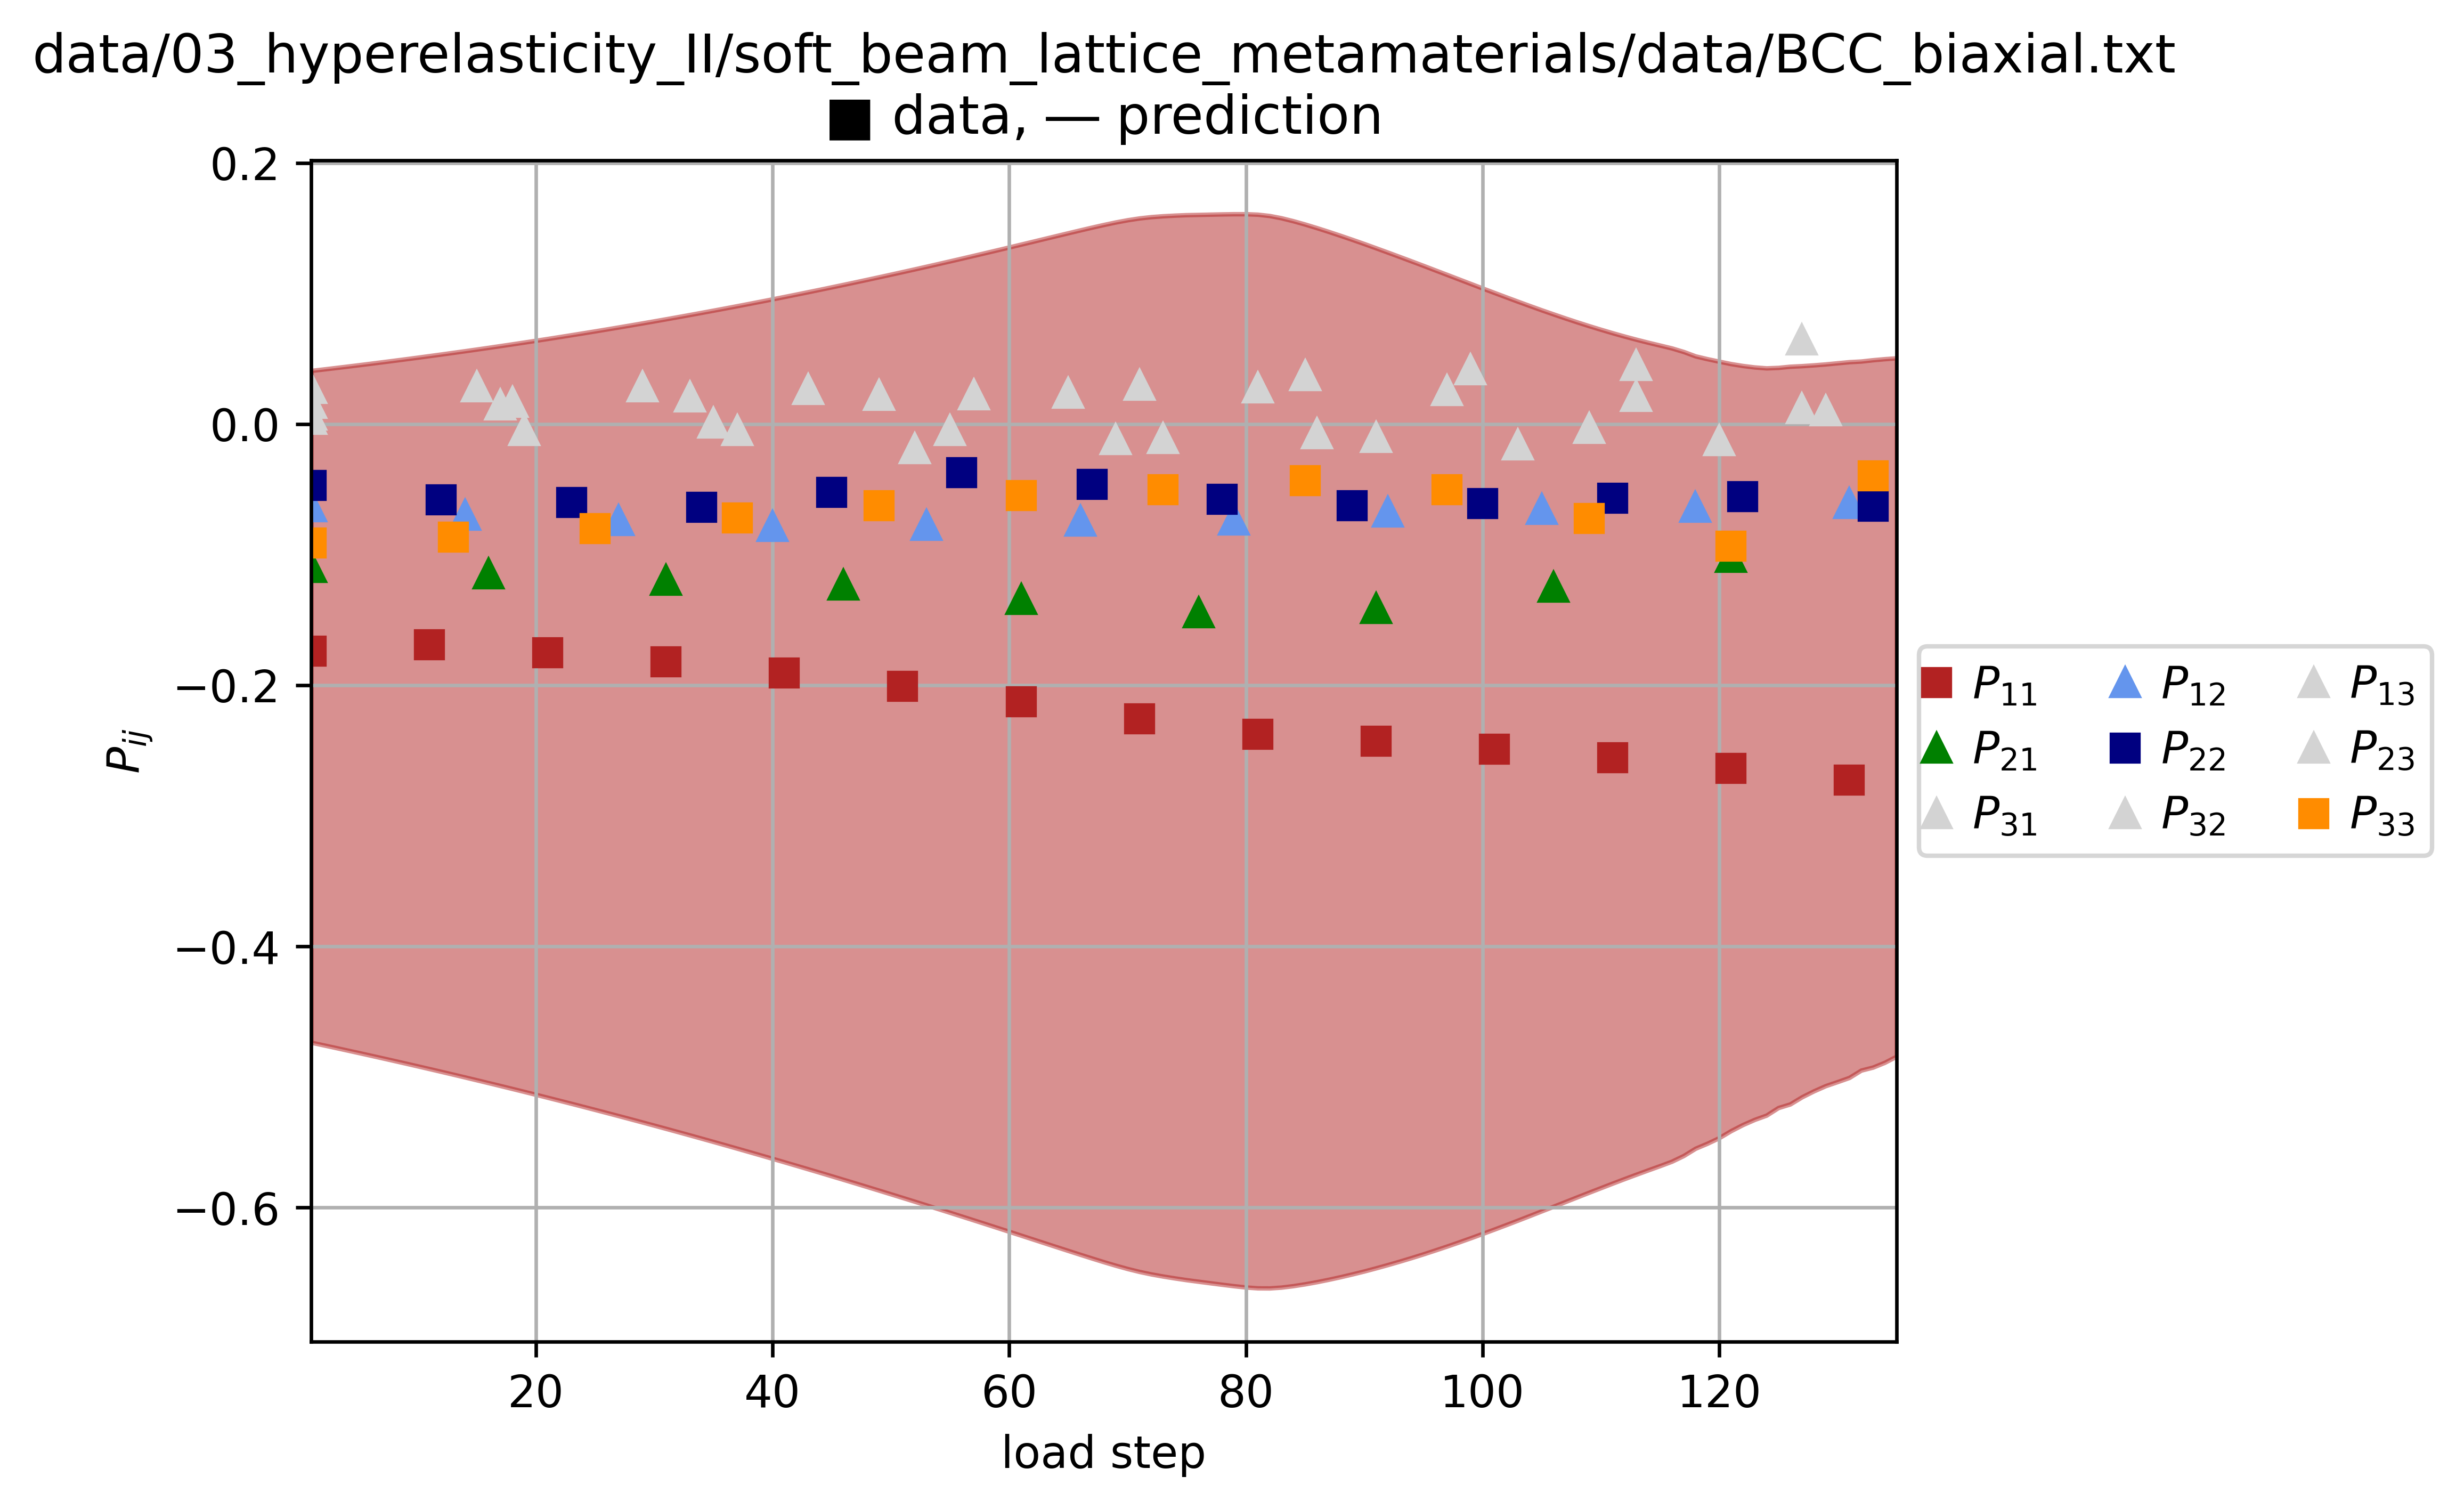 data/03_hyperelasticity_II/soft_beam_lattice_metamaterials/data/BCC_biaxial.txt
■ data, — prediction
0.2
0.0
−0.2
−0.4
−0.6
P_ij
20 40 60 80 100 120
load step
P_11 P_12 P_13
P_21 P_22 P_23
P_31 P_32 P_33